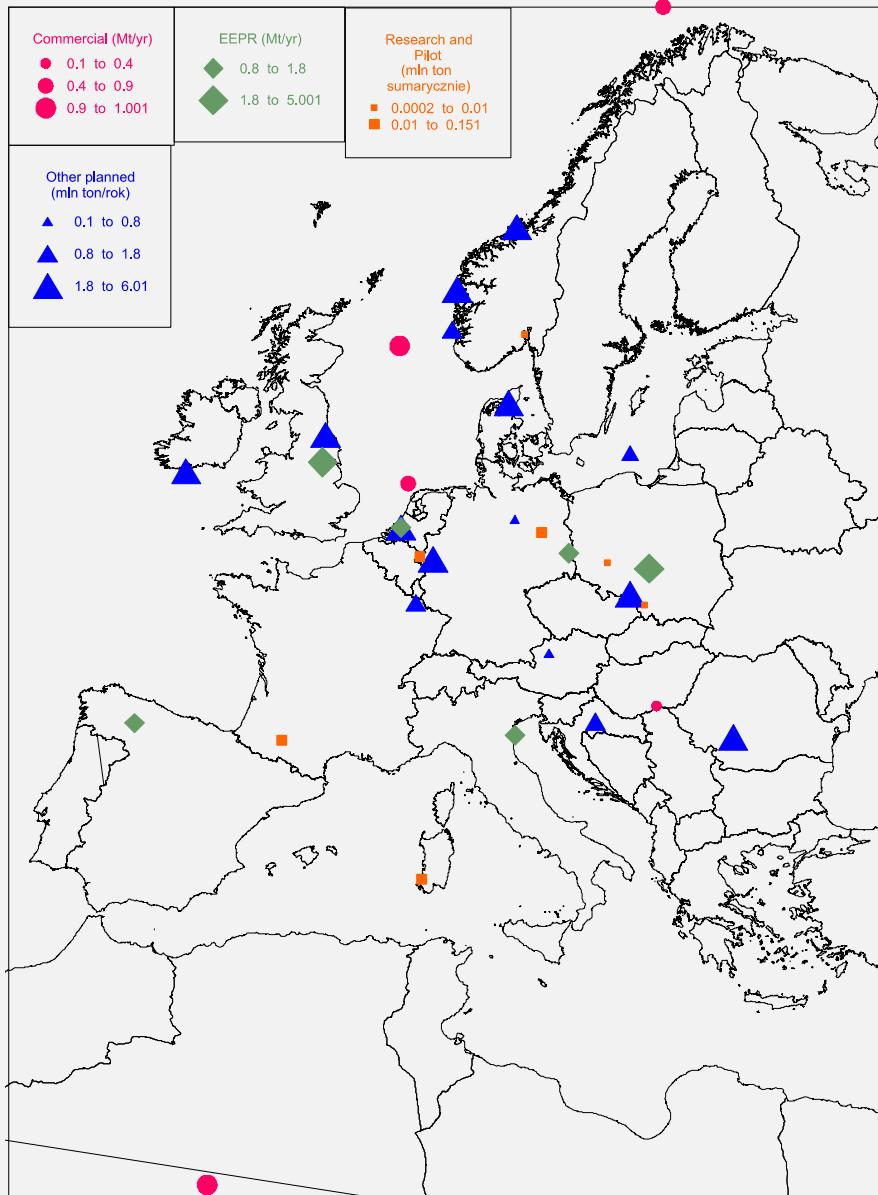 Commercial (Mt/yr)
0.1 to 0.4
0.4 to 0.9
0.9 to 1.001
EEPR (Mt/yr)
0.8 to 1.8
1.8 to 5.001
Research and
Pilot
(mln ton
sumarycznie)
0.0002 to 0.01
0.01 to 0.151
Other planned
(mln ton/rok)
0.1 to 0.8
0.8 to 1.8
1.8 to 6.01